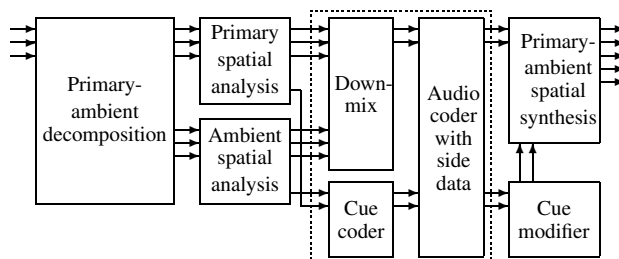 Primary-
ambient
decomposition
Primary
spatial
analysis
Ambient
spatial
analysis
Down-
mix
Cue
coder
Audio
coder
with
side
data
Primary-
ambient
spatial
synthesis
Cue
modifier